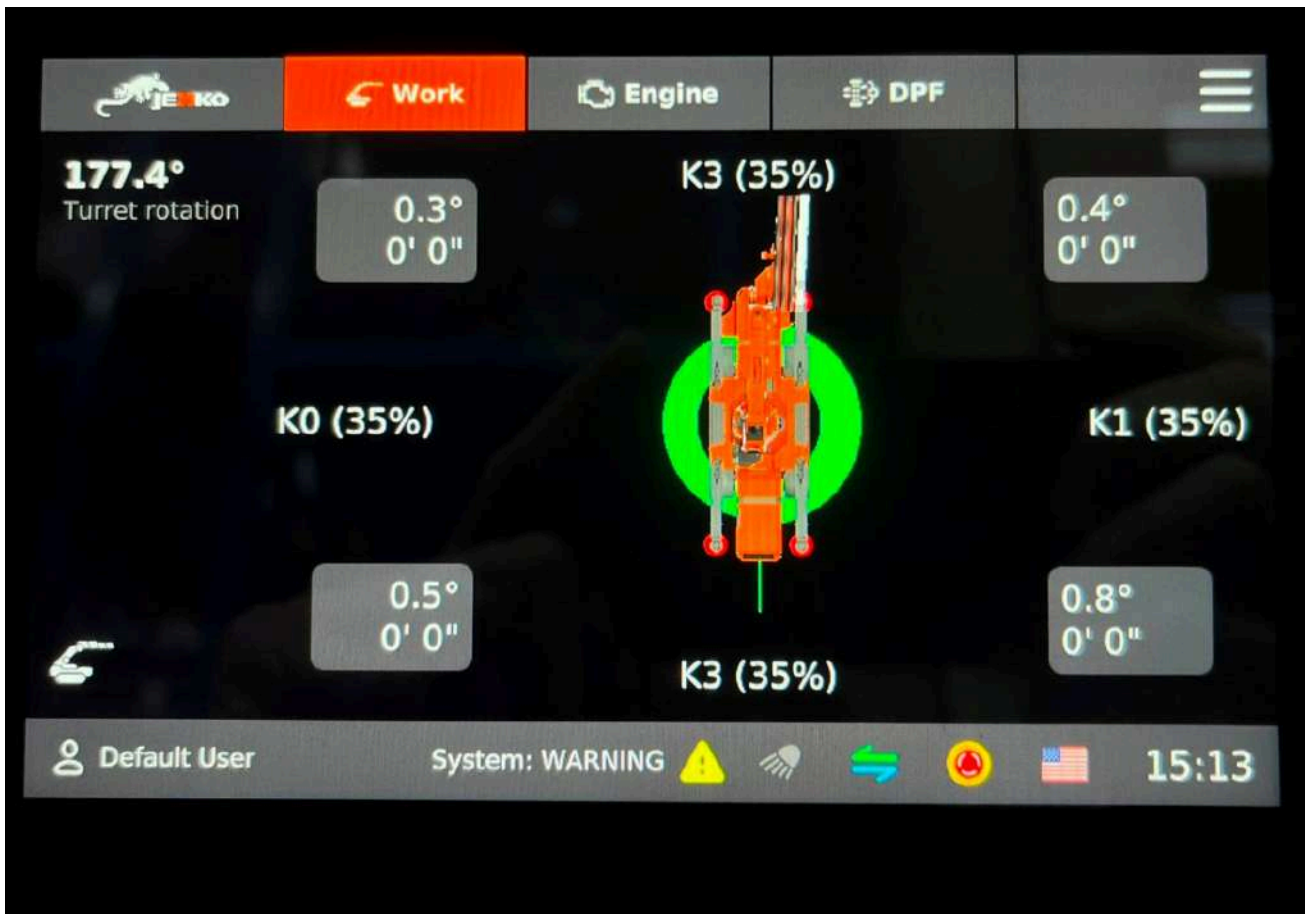 JEKKO
Work
Engine
DPF
177.4°
Turret rotation
0.3°
0' 0"
K3 (35%)
0.4°
0' 0"
K0 (35%)
K1 (35%)
0.5°
0' 0"
0.8°
0' 0"
K3 (35%)
Default User
System: WARNING
15:13